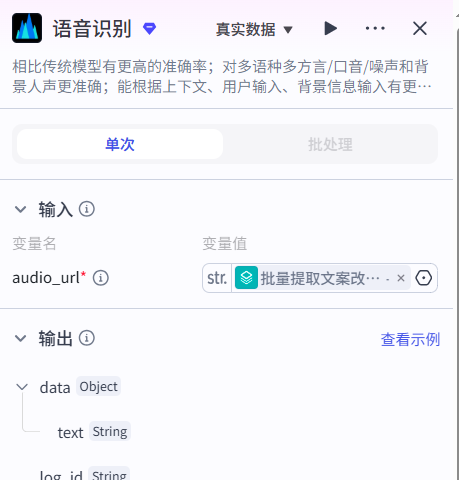 语音识别 真实数据
相比传统模型有更高的准确率；对多语种多方言/口音/噪声和背
景人声更准确；能根据上下文、用户输入、背景信息输入有更…
单次 批处理
输入
变量名 变量值
audio_url* str. 批量提取文案改… - ×
输出 查看示例
data Object
text String
log_id String